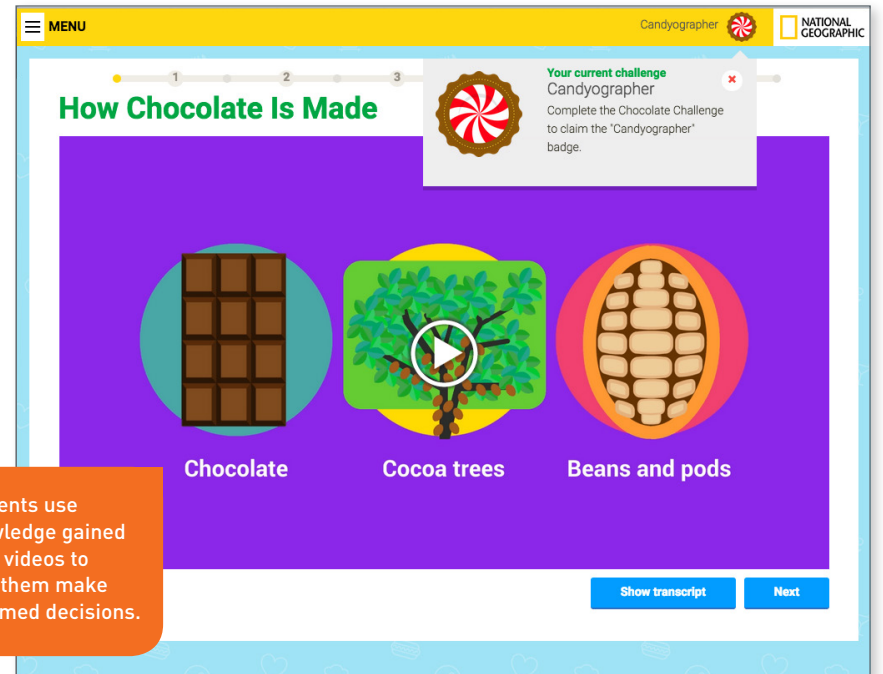 MENU
Candyographer
NATIONAL
GEOGRAPHIC
1
2
3
Your current challenge
Candyographer
Complete the Chocolate Challenge
to claim the "Candyographer"
badge.
How Chocolate Is Made
Chocolate
Cocoa trees
Beans and pods
ents use
ledge gained
videos to
them make
med decisions.
Show transcript
Next